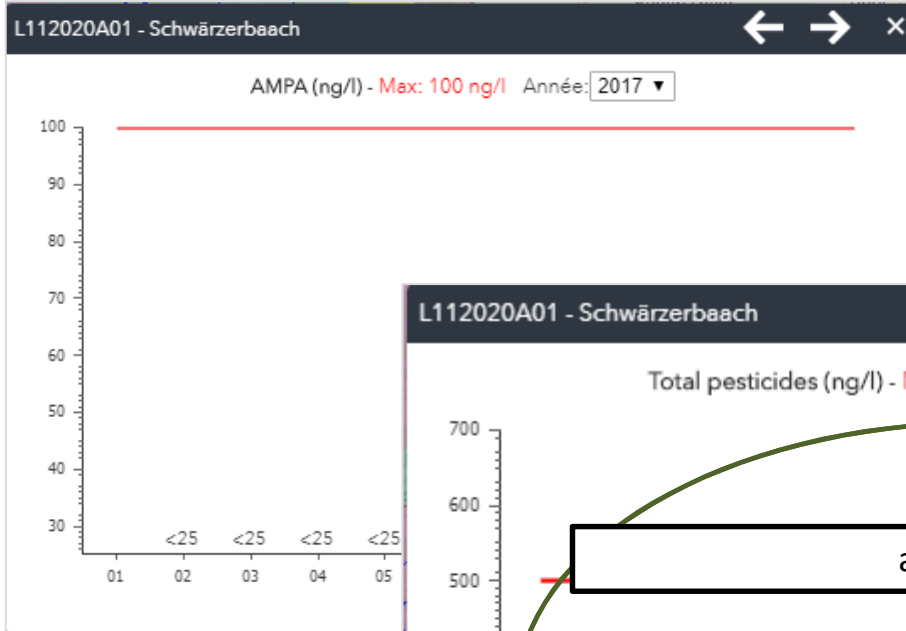 L112020A01 - Schwärzerbaach
AMPA (ng/l) - Max: 100 ng/l Année: 2017
100
90
80
70
60
50
40
30
<25 <25 <25 <25
01 02 03 04 05
L112020A01 - Schwärzerbaach
Total pesticides (ng/l) -
700
600
500
a